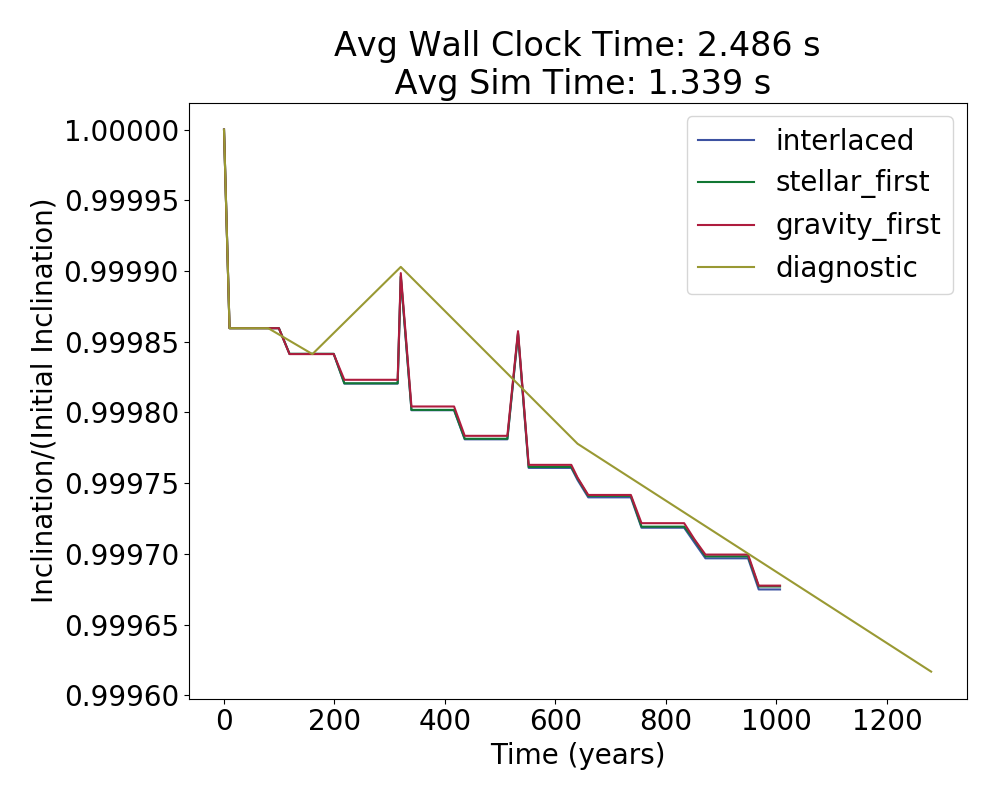 Avg Wall Clock Time: 2.486 s
Avg Sim Time: 1.339 s
1.00000
0.99995
0.99990
0.99985
0.99980
0.99975
0.99970
0.99965
0.99960
Inclination/(Initial Inclination)
interlaced
stellar_first
gravity_first
diagnostic
0
200
400
600
800
1000
1200
Time (years)